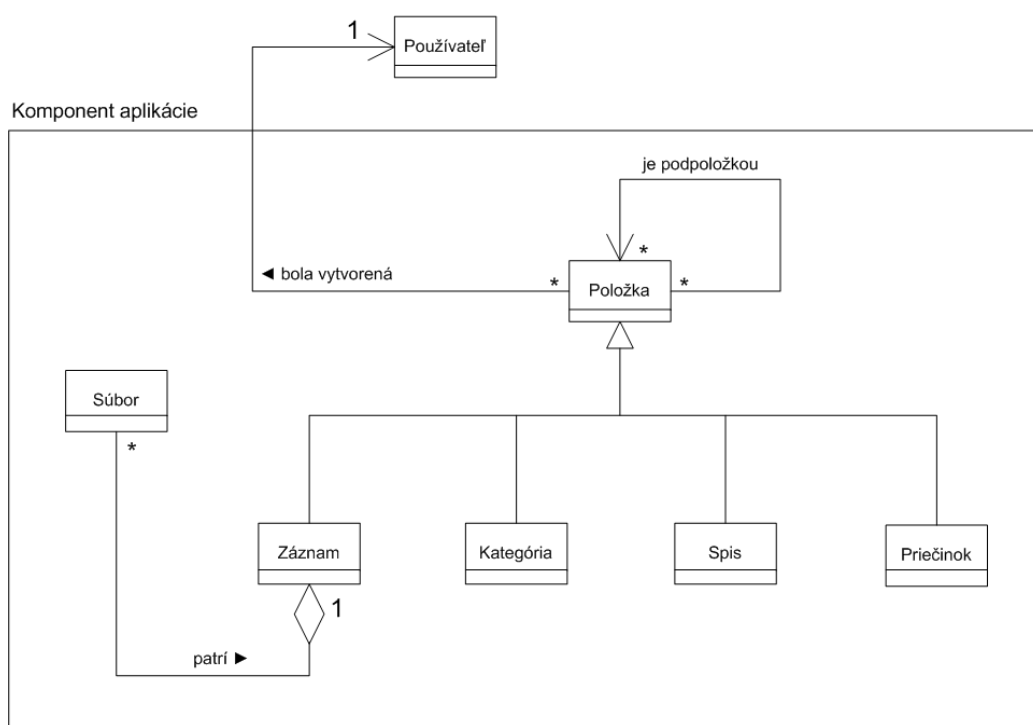 1
Používateľ
Komponent aplikácie
je podpoložkou
*
◄ bola vytvorená
*
Položka
*
Súbor
*
Záznam
Kategória
Spis
Priečinok
1
patrí ►